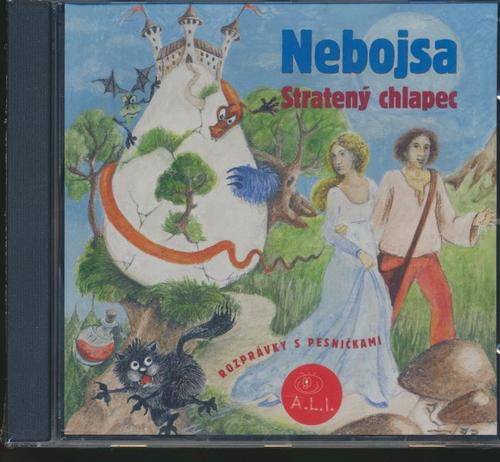 Nebojsa
Stratený chlapec
ROZPRÁVKY S PESNIČKAMI
A.L.I.